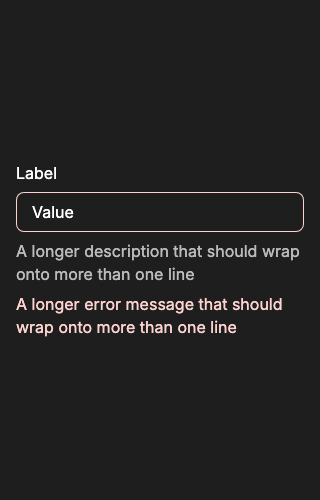 Label
Value
A longer description that should wrap
onto more than one line
A longer error message that should
wrap onto more than one line